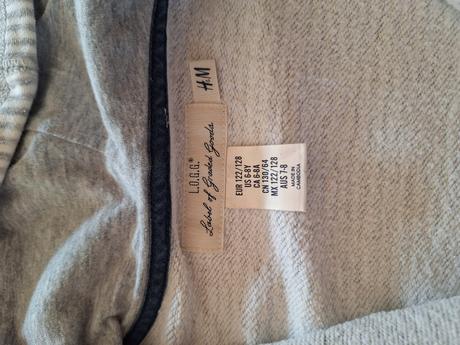 H&M
L.O.G.G.®
Label of Graded Goods
EUR 122/128
US 6-8Y
CA 6-8A
CN 130/64
MX 122/128
AUS 7-8
MADE IN
CAMBODIA